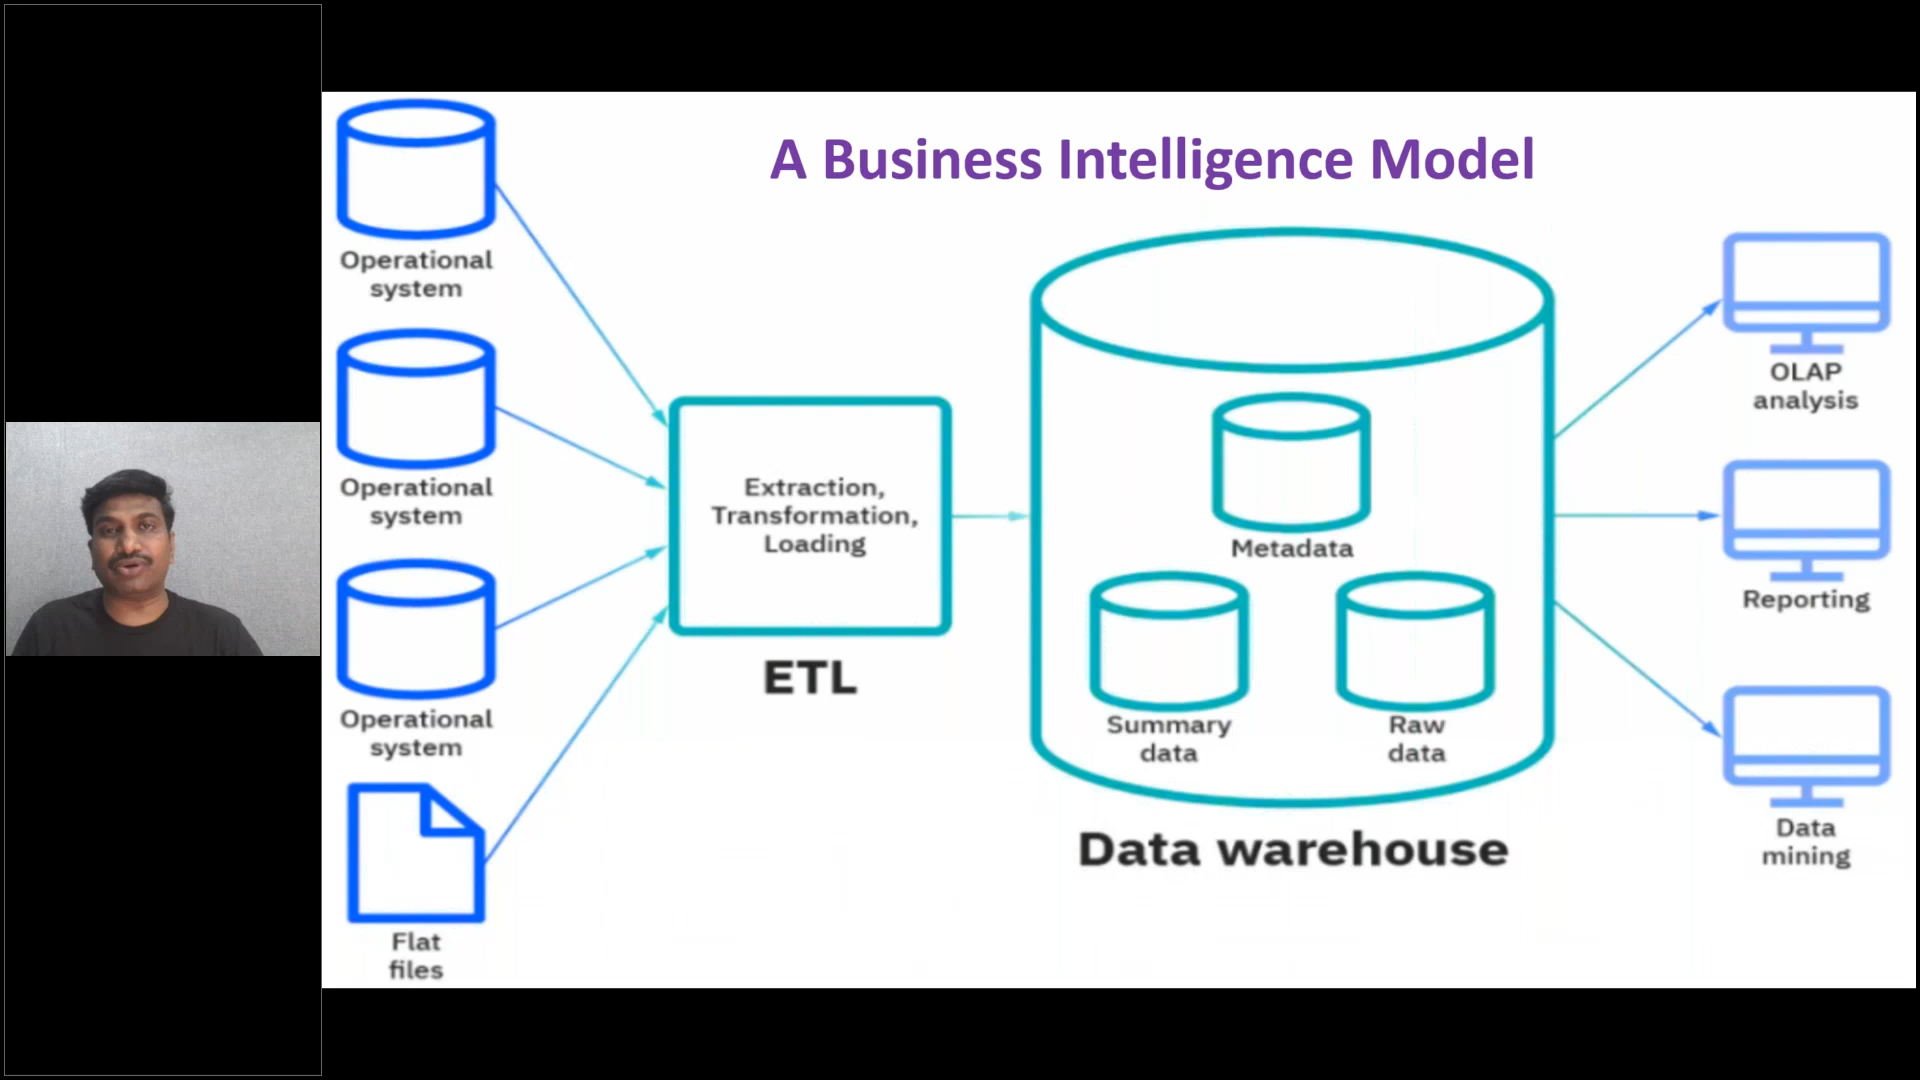 A Business Intelligence Model
Operational
system
Operational
system
Operational
system
Flat
files
Extraction,
Transformation,
Loading
ETL
Metadata
Summary
data
Raw
data
Data warehouse
OLAP
analysis
Reporting
Data
mining